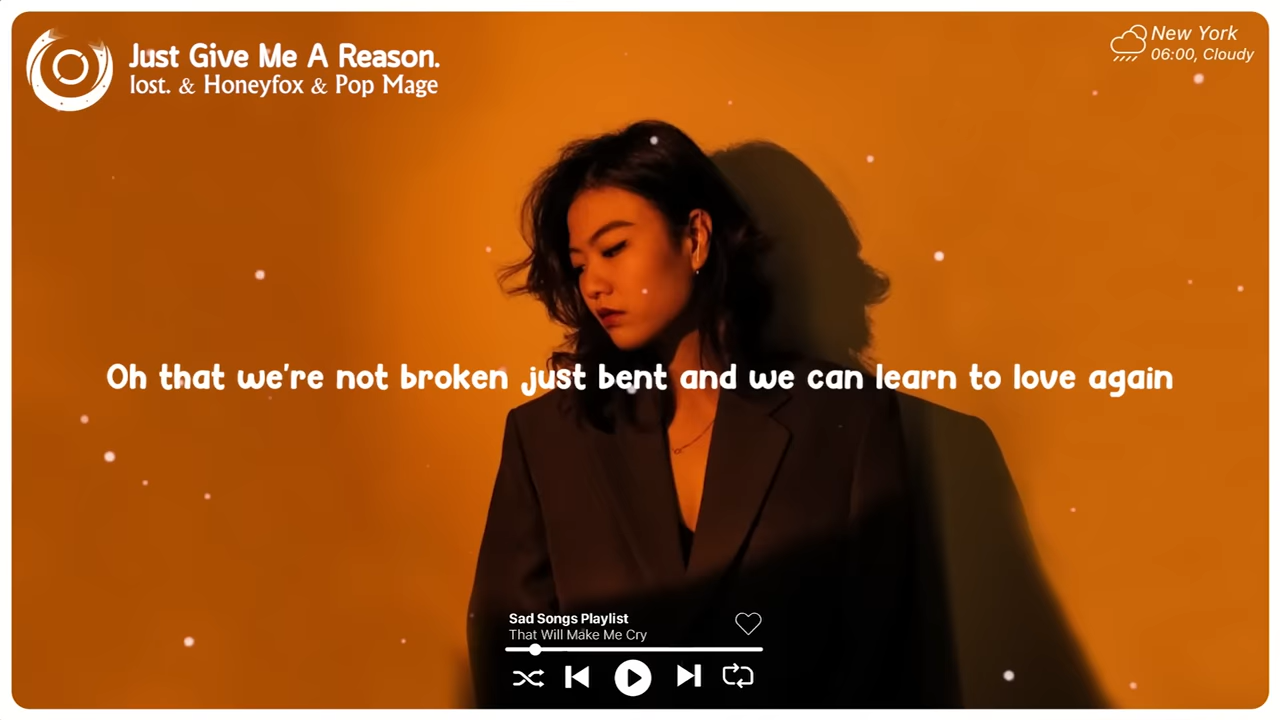 Just Give Me A Reason.
lost. & Honeyfox & Pop Mage
New York
06:00, Cloudy
Oh that we're not broken just bent and we can learn to love again
Sad Songs Playlist
That Will Make Me Cry